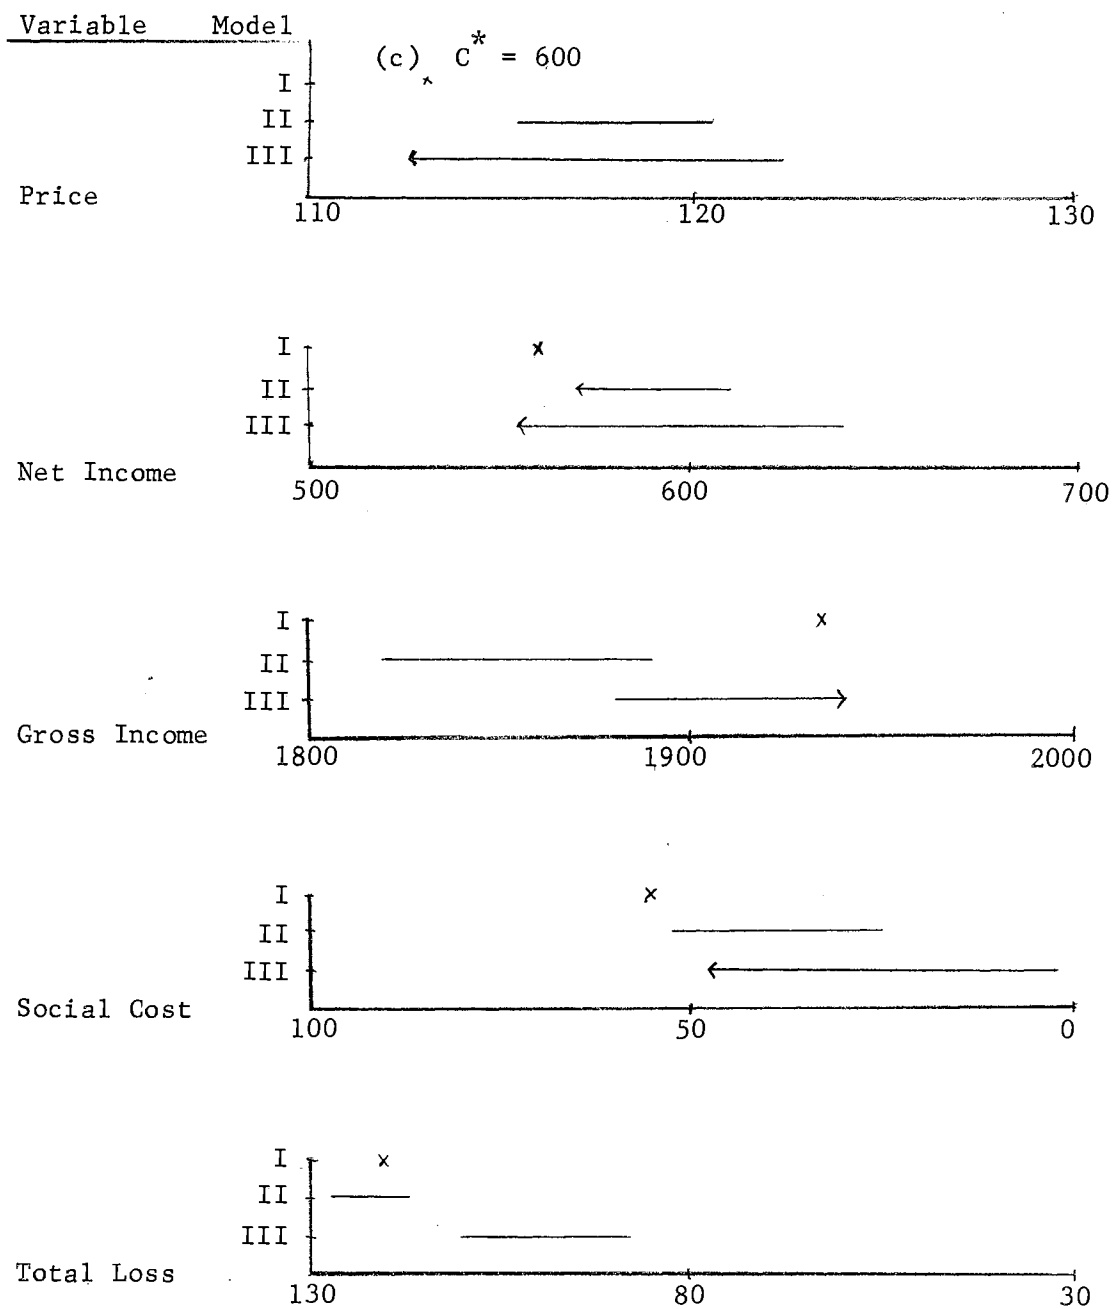 Variable Model
(c) C* = 600
I
II
III
Price
110 120 130
I
II
III
Net Income
500 600 700
I
II
III
Gross Income
1800 1900 2000
I
II
III
Social Cost
100 50 0
I
II
III
Total Loss
130 80 30